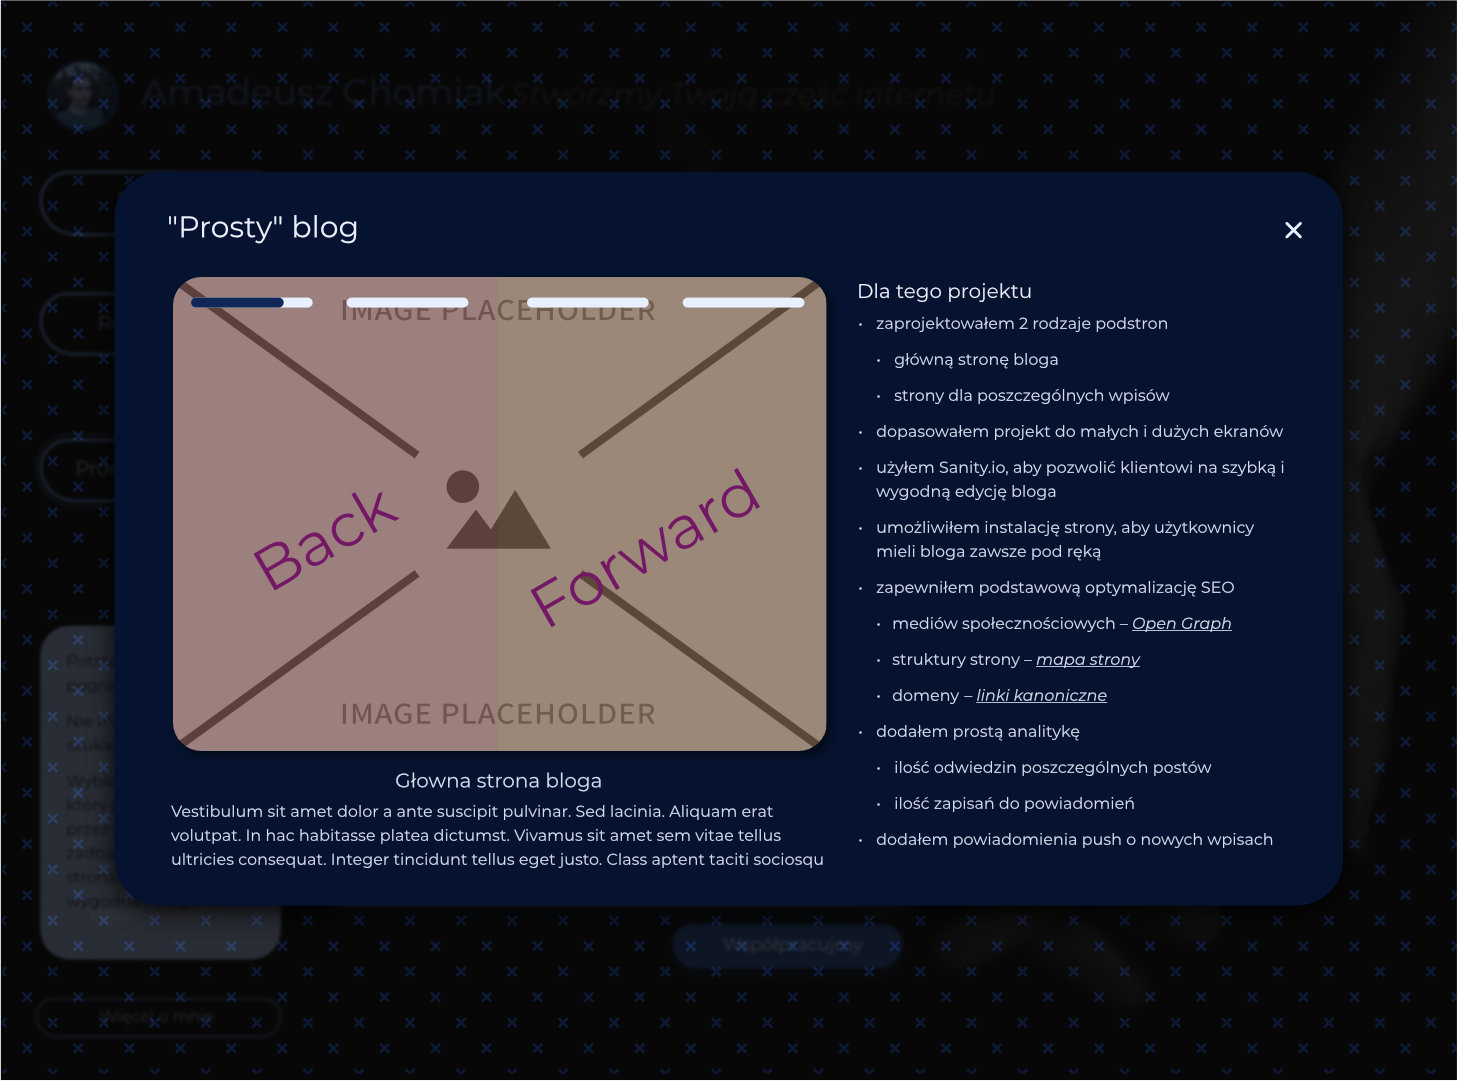 Amadeusz Chomiak Stwórzmy Twoją część internetu
"Prosty" blog
IMAGE PLACEHOLDER
Back
Forward
IMAGE PLACEHOLDER
Głowna strona bloga
Vestibulum sit amet dolor a ante suscipit pulvinar. Sed lacinia. Aliquam erat
volutpat. In hac habitasse platea dictumst. Vivamus sit amet sem vitae tellus
ultricies consequat. Integer tincidunt tellus eget justo. Class aptent taciti sociosqu
Dla tego projektu
• zaprojektowałem 2 rodzaje podstron
• główną stronę bloga
• strony dla poszczególnych wpisów
• dopasowałem projekt do małych i dużych ekranów
• użyłem Sanity.io, aby pozwolić klientowi na szybką i
wygodną edycję bloga
• umożliwiłem instalację strony, aby użytkownicy
mieli bloga zawsze pod ręką
• zapewniłem podstawową optymalizację SEO
• mediów społecznościowych – Open Graph
• struktury strony – mapa strony
• domeny – linki kanoniczne
• dodałem prostą analitykę
• ilość odwiedzin poszczególnych postów
• ilość zapisań do powiadomień
• dodałem powiadomienia push o nowych wpisach
Współpracujmy
Więcej o mnie